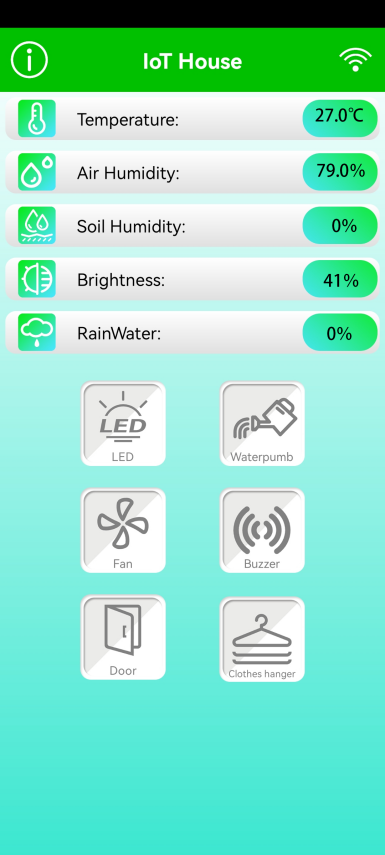 IoT House
Temperature: 27.0℃
Air Humidity: 79.0%
Soil Humidity: 0%
Brightness: 41%
RainWater: 0%
LED
LED
Waterpumb
Fan
Buzzer
Door
Clothes hanger